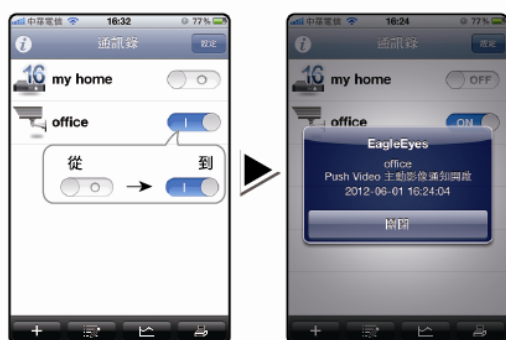 中華電信 16:32 77%
通訊錄 設定
16 my home
office
從 到
中華電信 16:24 77%
通訊錄 設定
16 my home OFF
office ON
EagleEyes
office
Push Video 主動影像通知開啟
2012-06-01 16:24:04
關閉